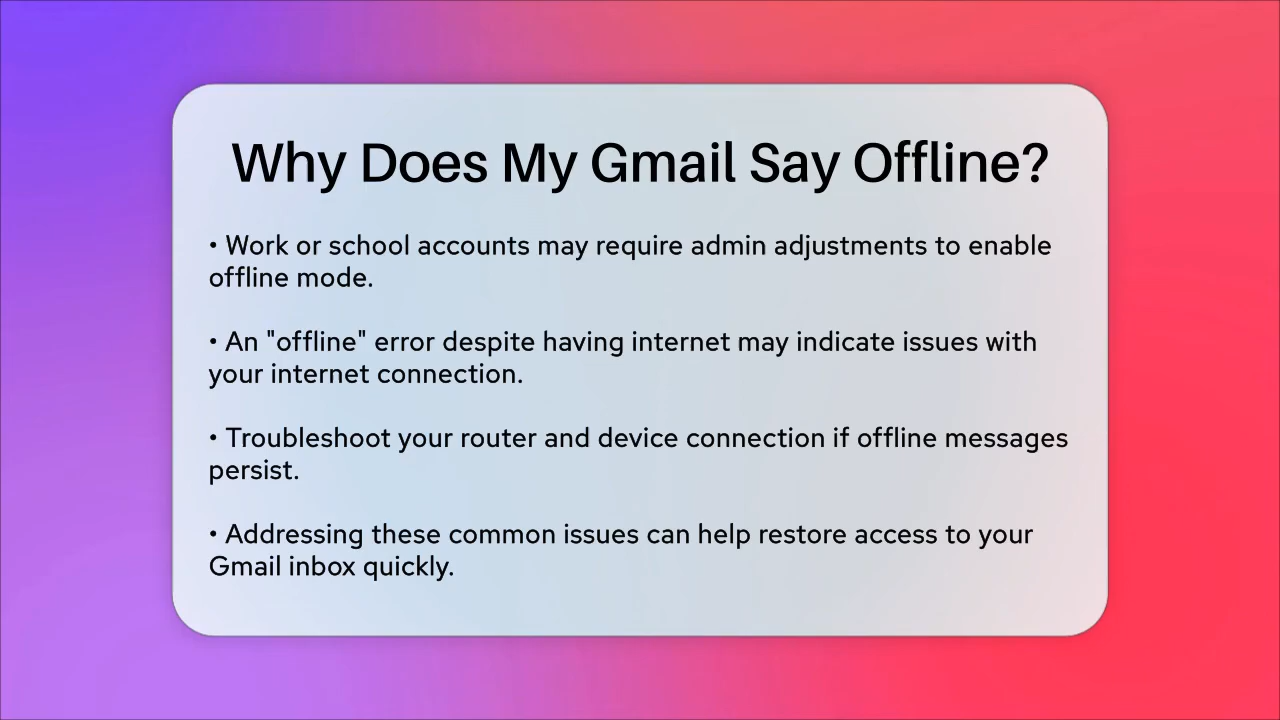 Why Does My Gmail Say Offline?
• Work or school accounts may require admin adjustments to enable
offline mode.
• An "offline" error despite having internet may indicate issues with
your internet connection.
• Troubleshoot your router and device connection if offline messages
persist.
• Addressing these common issues can help restore access to your
Gmail inbox quickly.